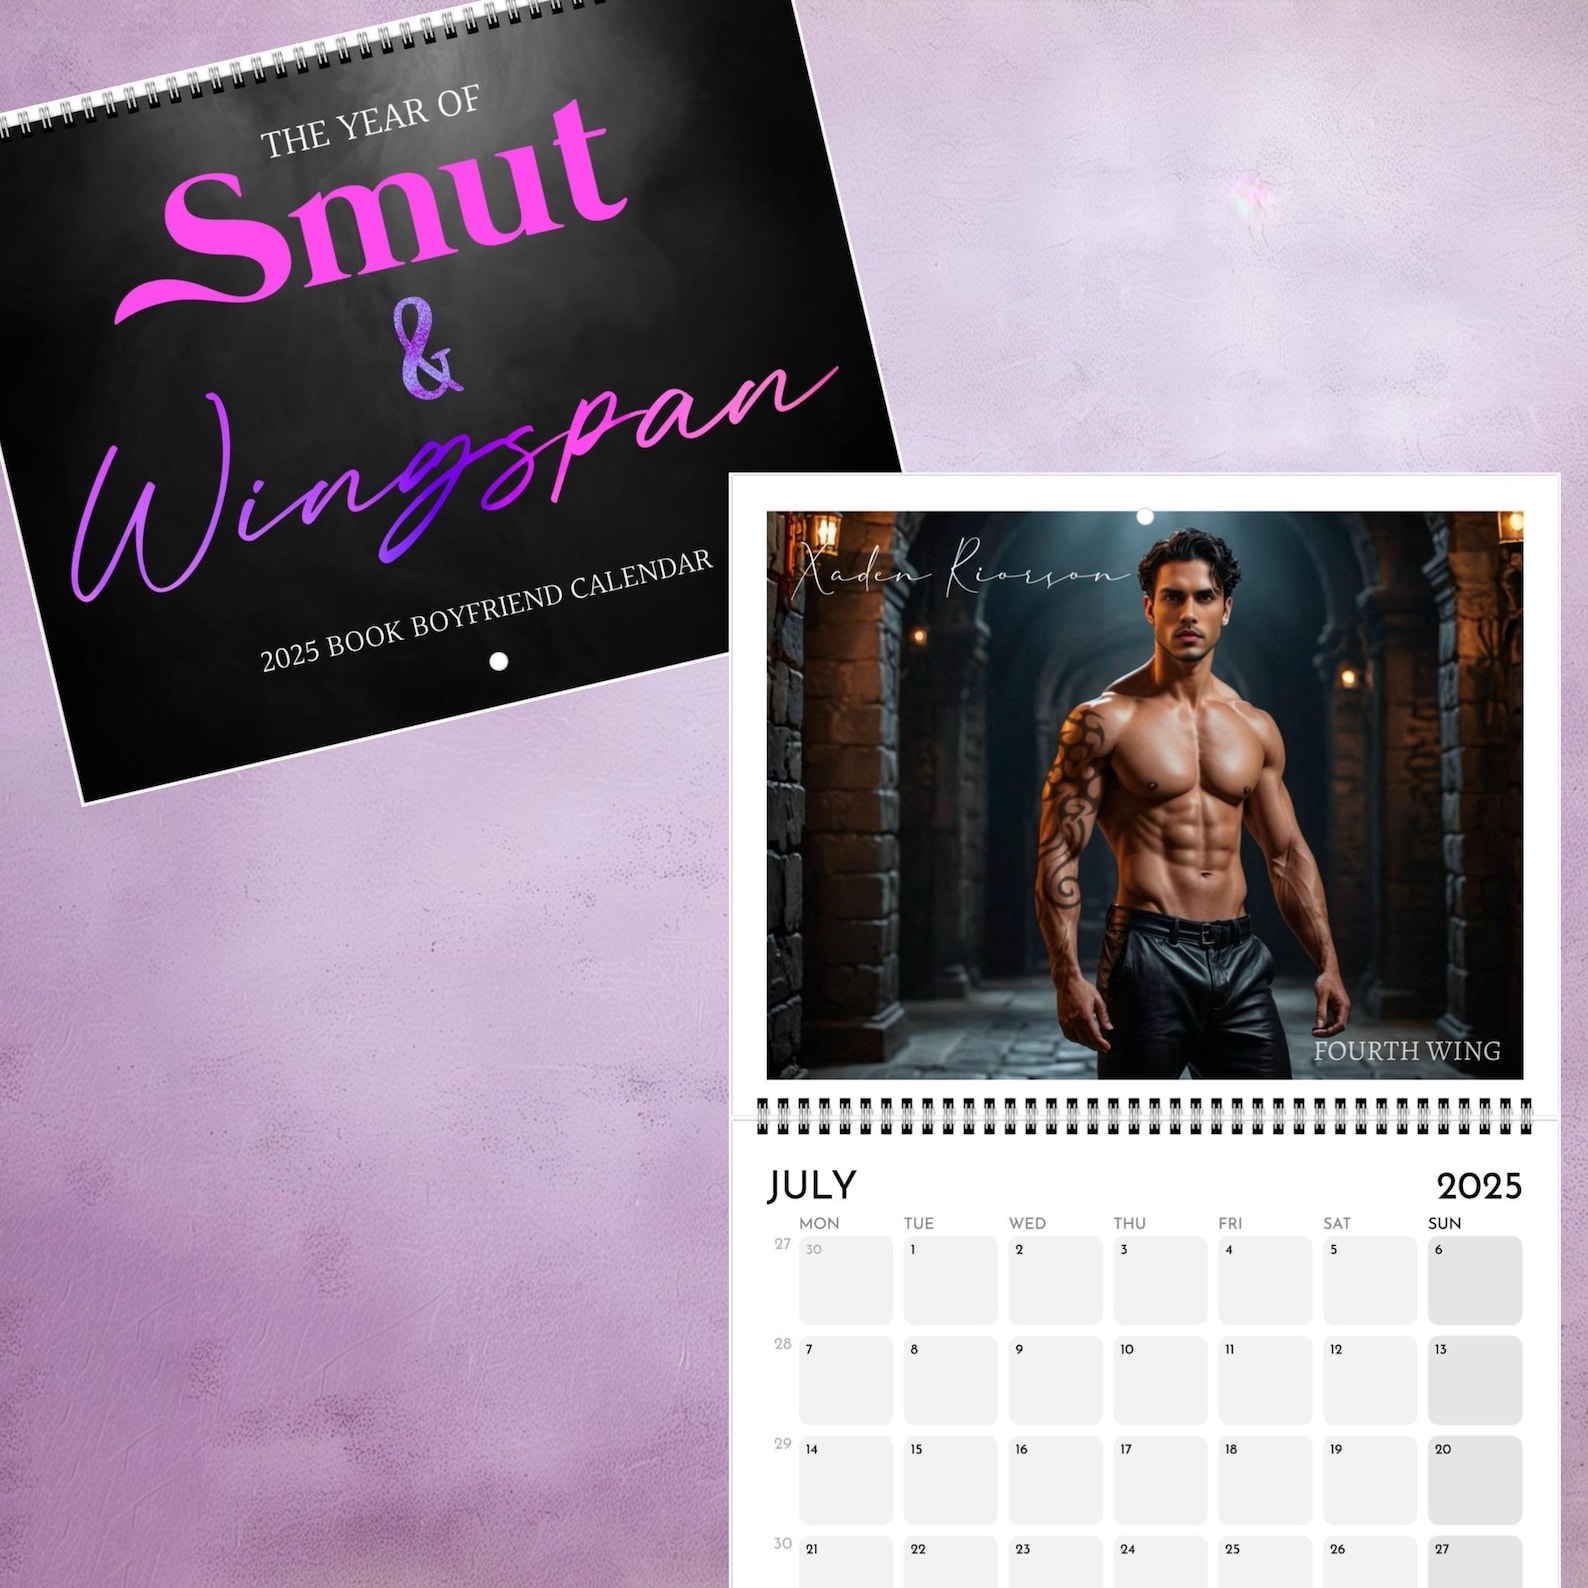 THE YEAR OF
Smut
&
Wingspan
2025 BOOK BOYFRIEND CALENDAR
Xaden Riorson
FOURTH WING
JULY 2025
MON TUE WED THU FRI SAT SUN
27 30 1 2 3 4 5 6
28 7 8 9 10 11 12 13
29 14 15 16 17 18 19 20
30 21 22 23 24 25 26 27